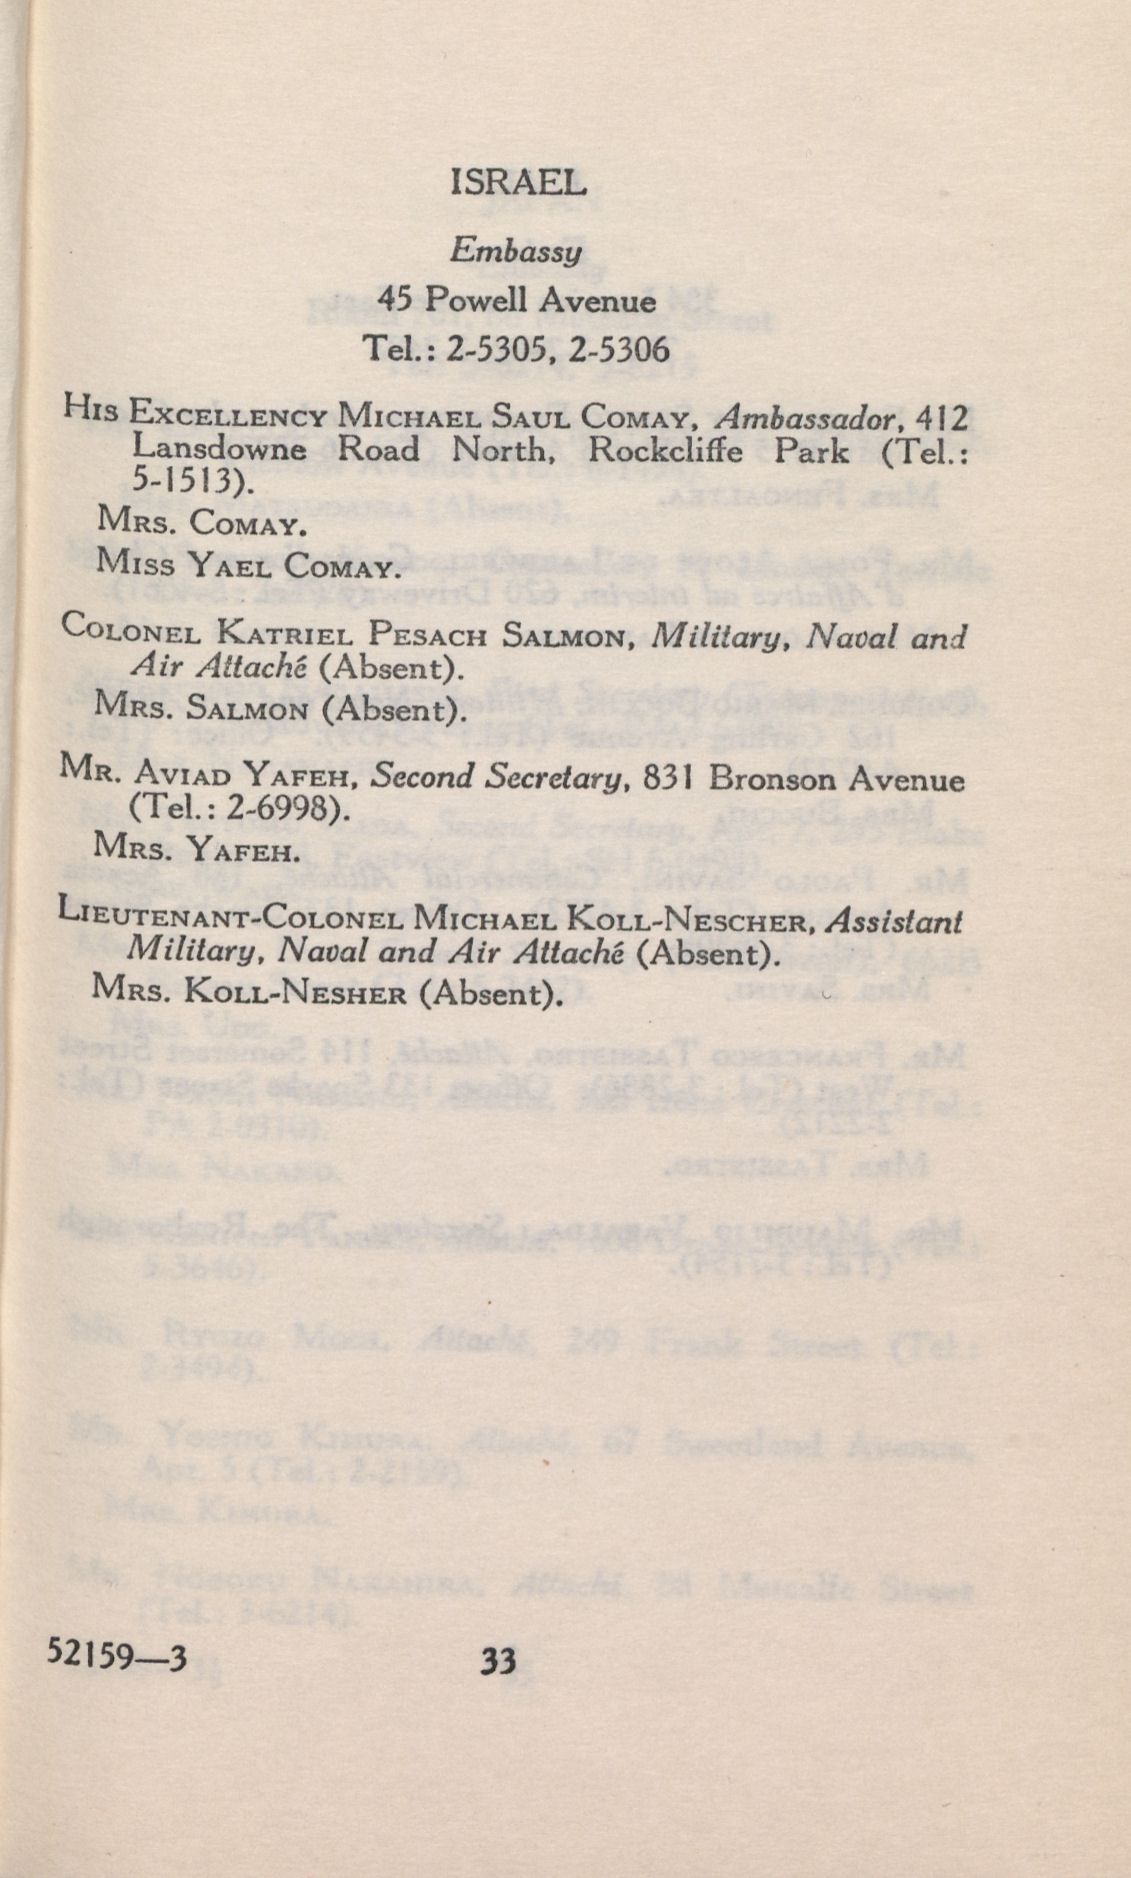 ISRAEL
Embassy
45 Powell Avenue
Tel.: 2-5305, 2-5306
HIS EXCELLENCY MICHAEL SAUL COMAY, Ambassador, 412
Lansdowne Road North, Rockcliffe Park (Tel.:
5-1513).
MRS. COMAY.
MISS YAEL COMAY.
COLONEL KATRIEL PESACH SALMON, Military, Naval and
Air Attaché (Absent).
MRS. SALMON (Absent).
MR. AVIAD YAFEH, Second Secretary, 831 Bronson Avenue
(Tel.: 2-6998).
MRS. YAFEH.
LIEUTENANT-COLONEL MICHAEL KOLL-NESCHER, Assistant
Military, Naval and Air Attaché (Absent).
MRS. KOLL-NESHER (Absent).
52159—3
33